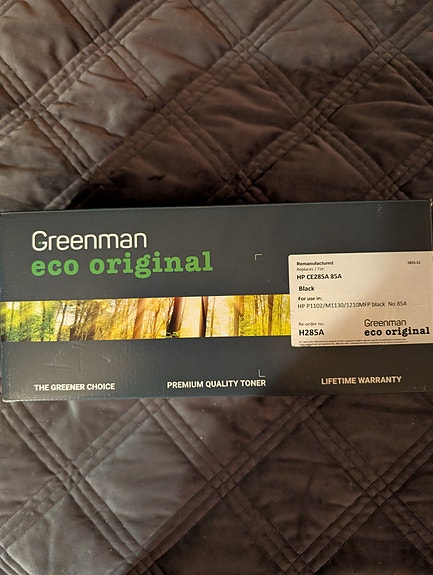 Greenman
eco original
Remanufactured
Replaces / For:
HP CE285A 85A
Black
For use in:
HP P1102/M1130/1210MFP black No 85A
Re-order no:
H285A
Greenman
eco original
THE GREENER CHOICE
PREMIUM QUALITY TONER
LIFETIME WARRANTY